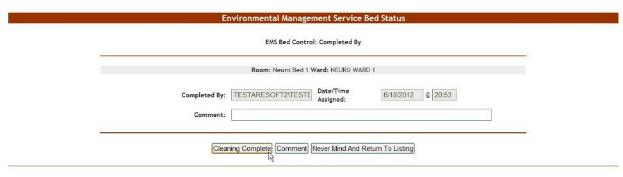 Environmental Management Service Bed Status
EMS Bed Control: Completed By
Room: Neuro Bed 1 Ward: NEURO WARD 1
Completed By: TESTARESOFT2\TESTE Date/Time Assigned: 6/18/2012 @ 20:53
Comment:
Cleaning Complete Comment Never Mind And Return To Listing